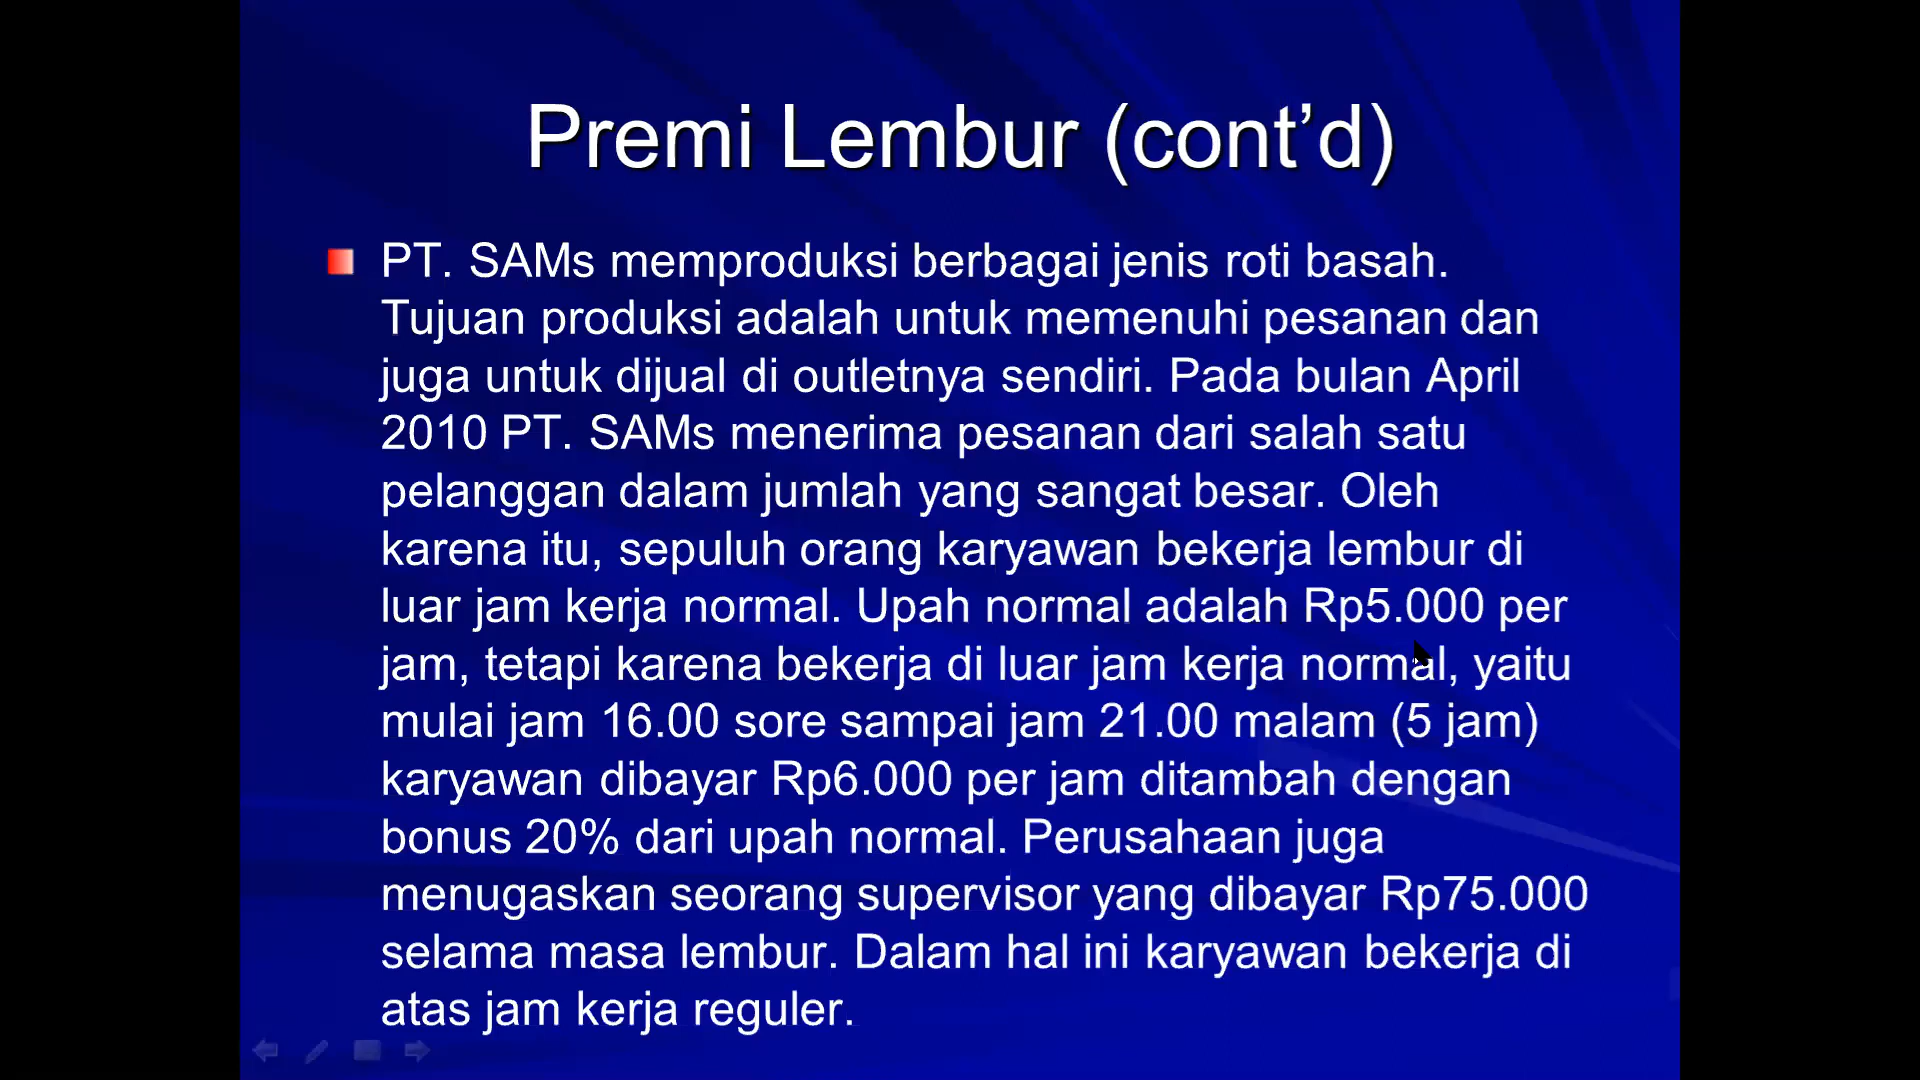 Premi Lembur (cont’d)
PT. SAMs memproduksi berbagai jenis roti basah.
Tujuan produksi adalah untuk memenuhi pesanan dan
juga untuk dijual di outletnya sendiri. Pada bulan April
2010 PT. SAMs menerima pesanan dari salah satu
pelanggan dalam jumlah yang sangat besar. Oleh
karena itu, sepuluh orang karyawan bekerja lembur di
luar jam kerja normal. Upah normal adalah Rp5.000 per
jam, tetapi karena bekerja di luar jam kerja normal, yaitu
mulai jam 16.00 sore sampai jam 21.00 malam (5 jam)
karyawan dibayar Rp6.000 per jam ditambah dengan
bonus 20% dari upah normal. Perusahaan juga
menugaskan seorang supervisor yang dibayar Rp75.000
selama masa lembur. Dalam hal ini karyawan bekerja di
atas jam kerja reguler.